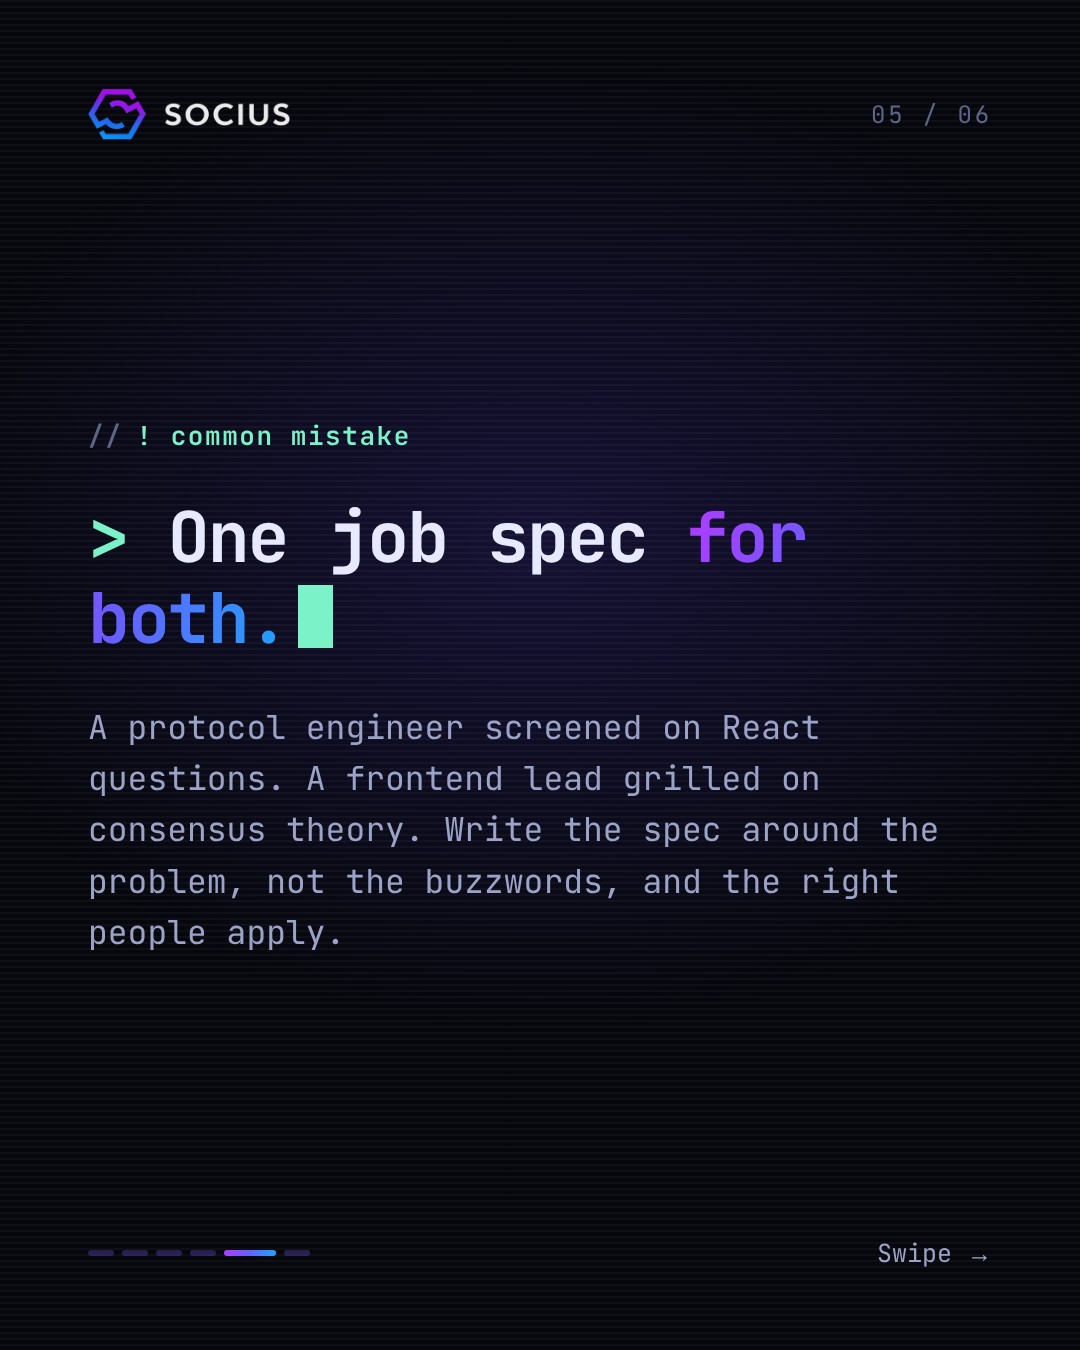 SOCIUS
05 / 06
// ! common mistake
> One job spec for
both.
A protocol engineer screened on React
questions. A frontend lead grilled on
consensus theory. Write the spec around the
problem, not the buzzwords, and the right
people apply.
Swipe →